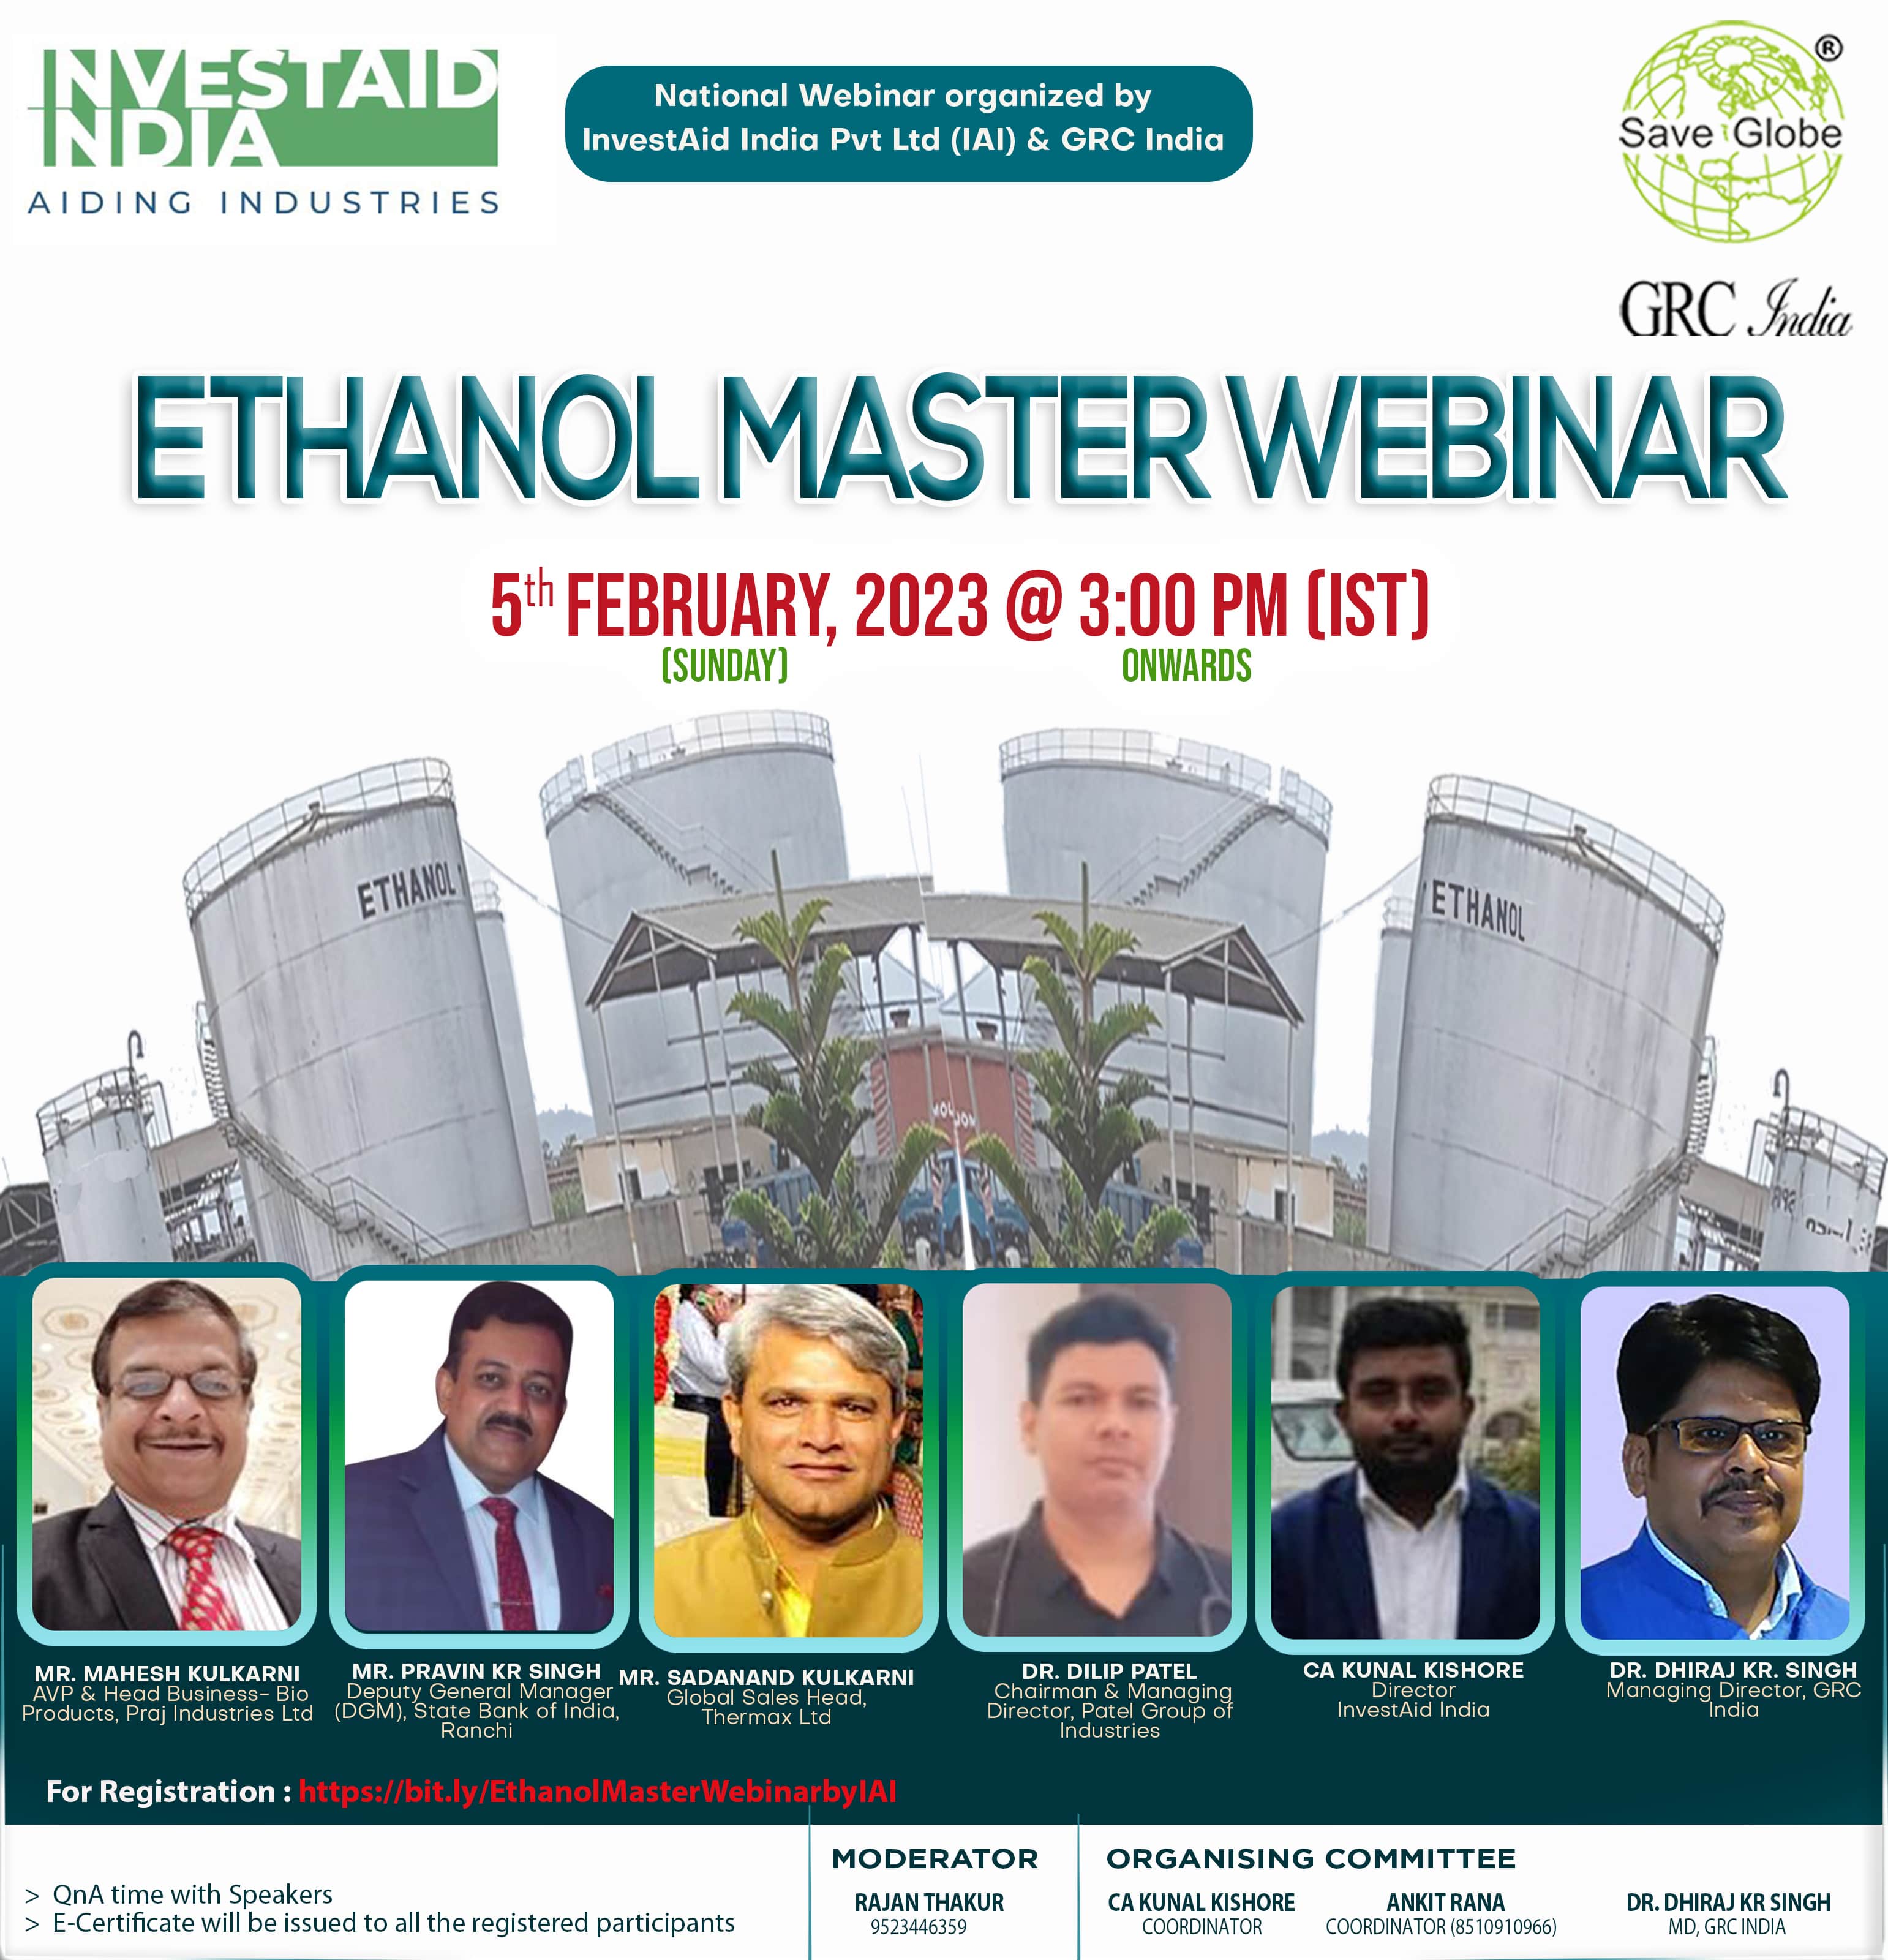 INVESTAID
INDIA
AIDING INDUSTRIES
National Webinar organized by
InvestAid India Pvt Ltd (IAI) & GRC India
®
Save Globe
GRC India
ETHANOL MASTER WEBINAR
5th FEBRUARY, 2023 @ 3:00 PM (IST)
(SUNDAY) ONWARDS
ETHANOL
ETHANOL
MR. MAHESH KULKARNI
AVP & Head Business- Bio
Products, Praj Industries Ltd
MR. PRAVIN KR SINGH
Deputy General Manager
(DGM), State Bank of India,
Ranchi
MR. SADANAND KULKARNI
Global Sales Head,
Thermax Ltd
DR. DILIP PATEL
Chairman & Managing
Director, Patel Group of
Industries
CA KUNAL KISHORE
Director
InvestAid India
DR. DHIRAJ KR. SINGH
Managing Director, GRC
India
For Registration : https://bit.ly/EthanolMasterWebinarbyIAI
> QnA time with Speakers
> E-Certificate will be issued to all the registered participants
MODERATOR
RAJAN THAKUR
9523446359
ORGANISING COMMITTEE
CA KUNAL KISHORE
COORDINATOR
ANKIT RANA
COORDINATOR (8510910966)
DR. DHIRAJ KR SINGH
MD, GRC INDIA